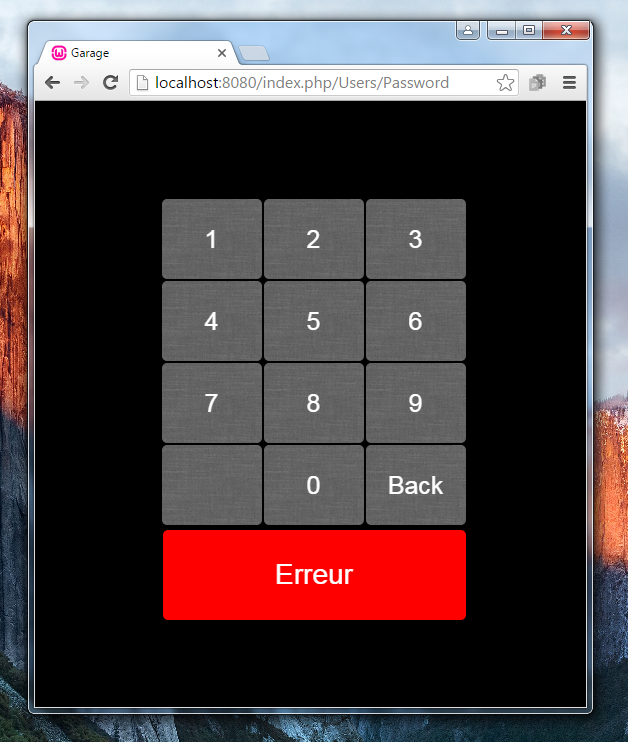 Garage
localhost:8080/index.php/Users/Password
1 2 3
4 5 6
7 8 9
0 Back
Erreur